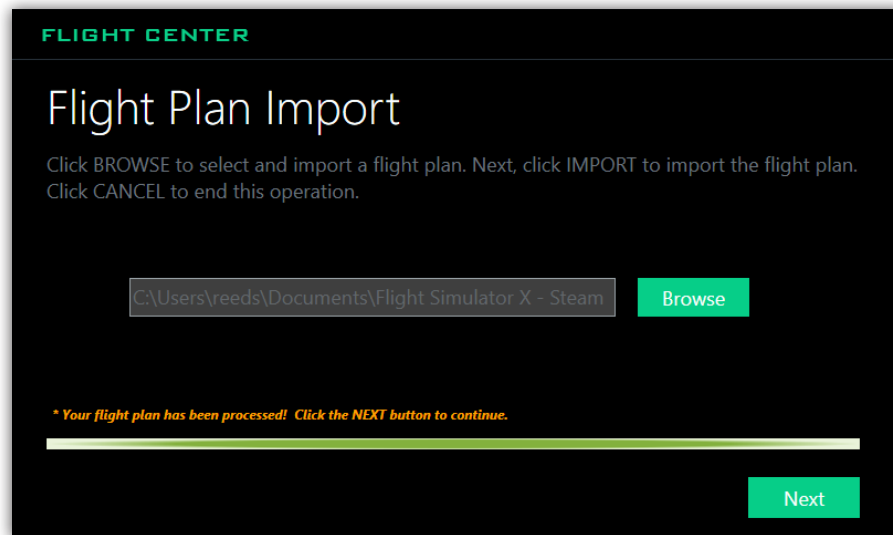 FLIGHT CENTER
Flight Plan Import
Click BROWSE to select and import a flight plan. Next, click IMPORT to import the flight plan.
Click CANCEL to end this operation.
C:\Users\reeds\Documents\Flight Simulator X - Steam
Browse
* Your flight plan has been processed! Click the NEXT button to continue.
Next